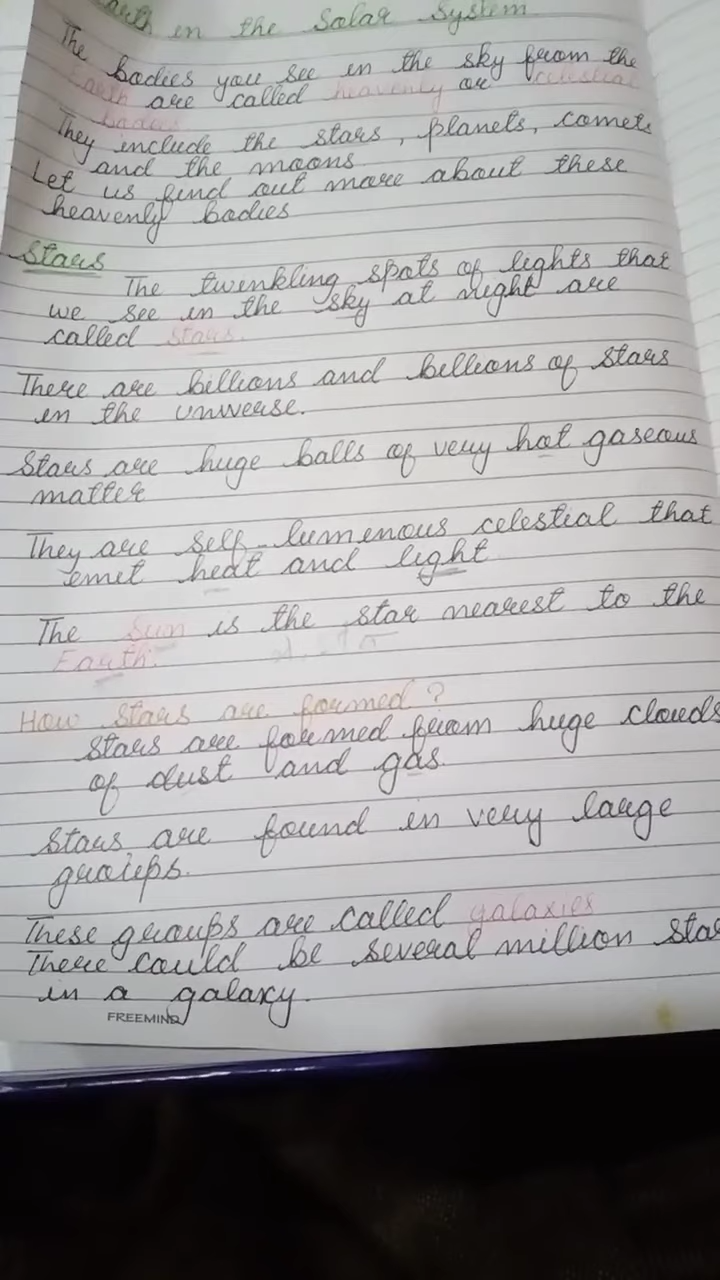 Earth in the Solar System
The bodies you see in the sky from the
Earth are called heavenly or celestial
bodies.
They include the stars, planets, comets
and the moons
Let us find out more about these
heavenly bodies
Stars
The twinkling spots of lights that
we see in the sky at night are
called stars.
There are billions and billions of stars
in the universe.
Stars are huge balls of very hot gaseous
matter
They are self-luminous celestial that
emit heat and light
The Sun is the star nearest to the
Earth.
How stars are formed?
Stars are formed from huge clouds
of dust and gas.
Stars are found in very large
groups.
These groups are called galaxies
There could be several million sta
in a galaxy.
FREEMIND